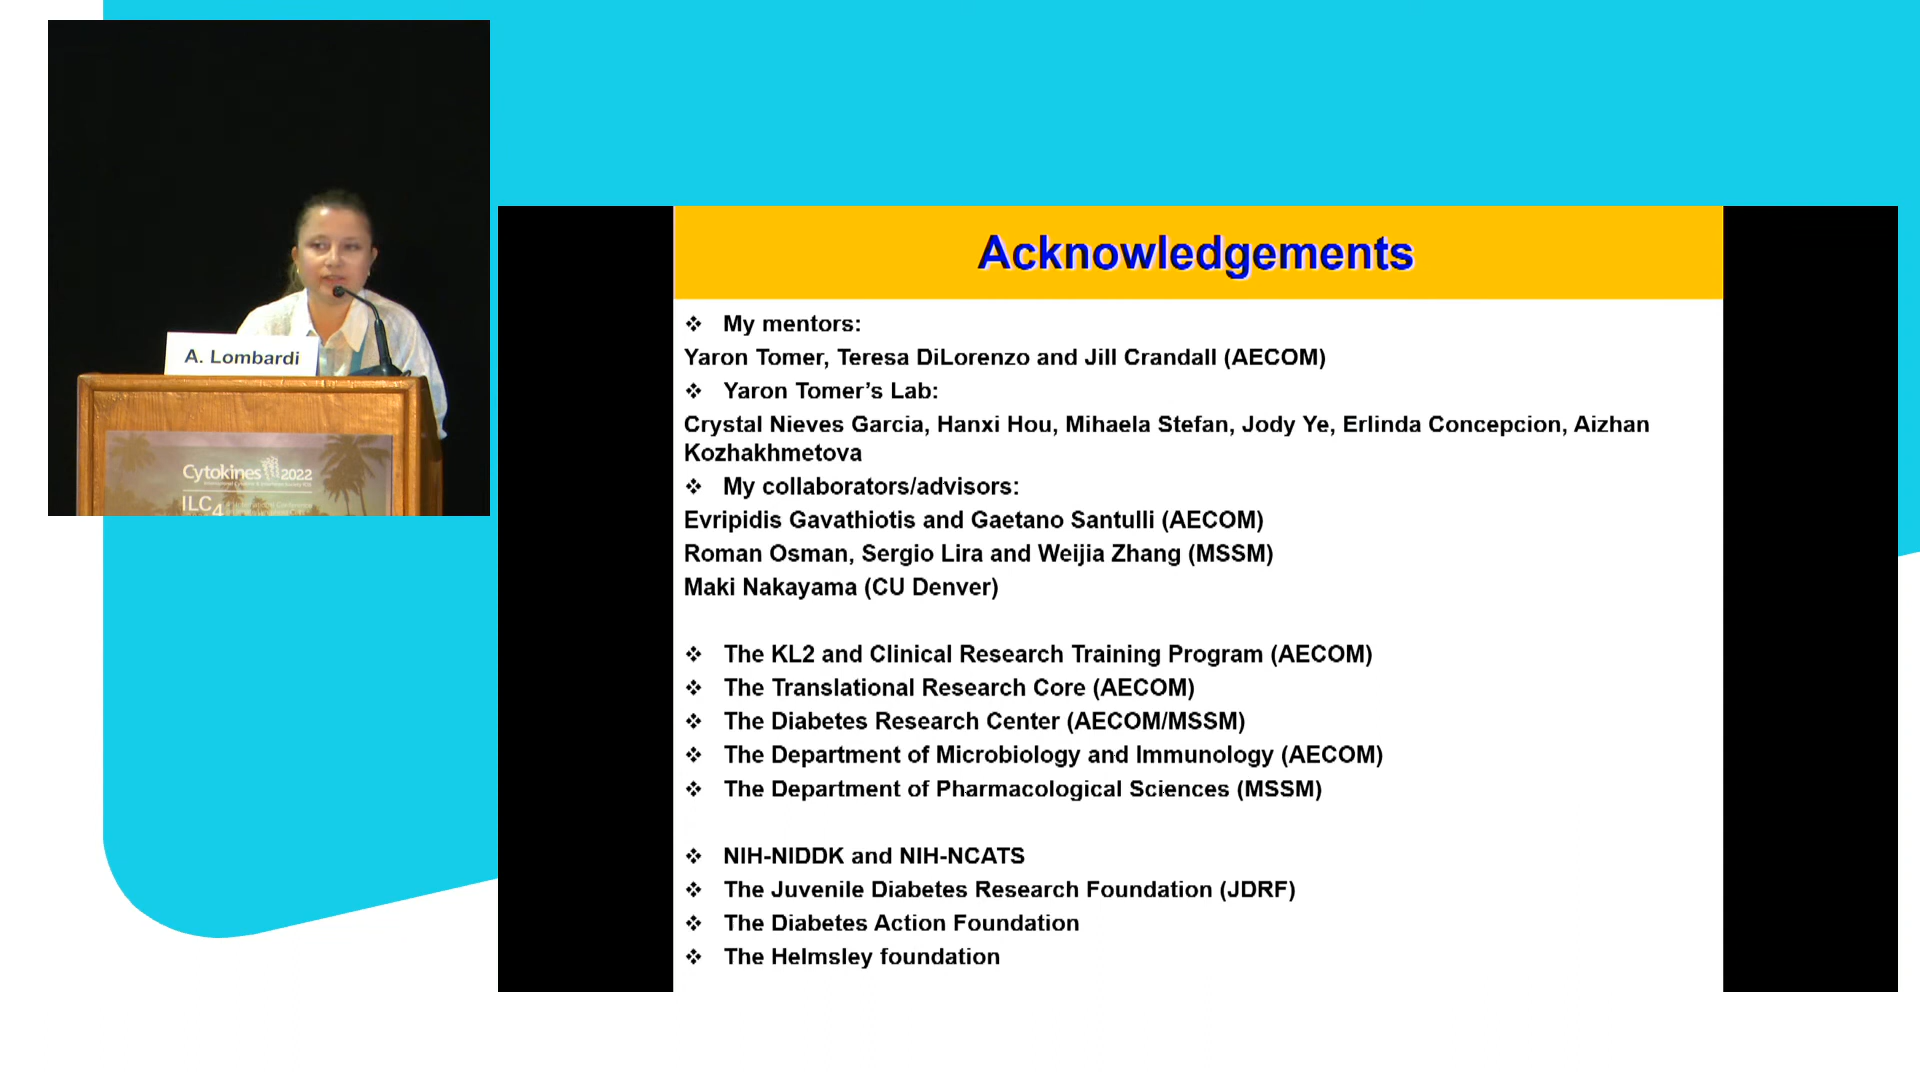 A. Lombardi
Cytokines 2022
ILC4
Acknowledgements
❖ My mentors:
Yaron Tomer, Teresa DiLorenzo and Jill Crandall (AECOM)
❖ Yaron Tomer’s Lab:
Crystal Nieves Garcia, Hanxi Hou, Mihaela Stefan, Jody Ye, Erlinda Concepcion, Aizhan
Kozhakhmetova
❖ My collaborators/advisors:
Evripidis Gavathiotis and Gaetano Santulli (AECOM)
Roman Osman, Sergio Lira and Weijia Zhang (MSSM)
Maki Nakayama (CU Denver)
❖ The KL2 and Clinical Research Training Program (AECOM)
❖ The Translational Research Core (AECOM)
❖ The Diabetes Research Center (AECOM/MSSM)
❖ The Department of Microbiology and Immunology (AECOM)
❖ The Department of Pharmacological Sciences (MSSM)
❖ NIH-NIDDK and NIH-NCATS
❖ The Juvenile Diabetes Research Foundation (JDRF)
❖ The Diabetes Action Foundation
❖ The Helmsley foundation